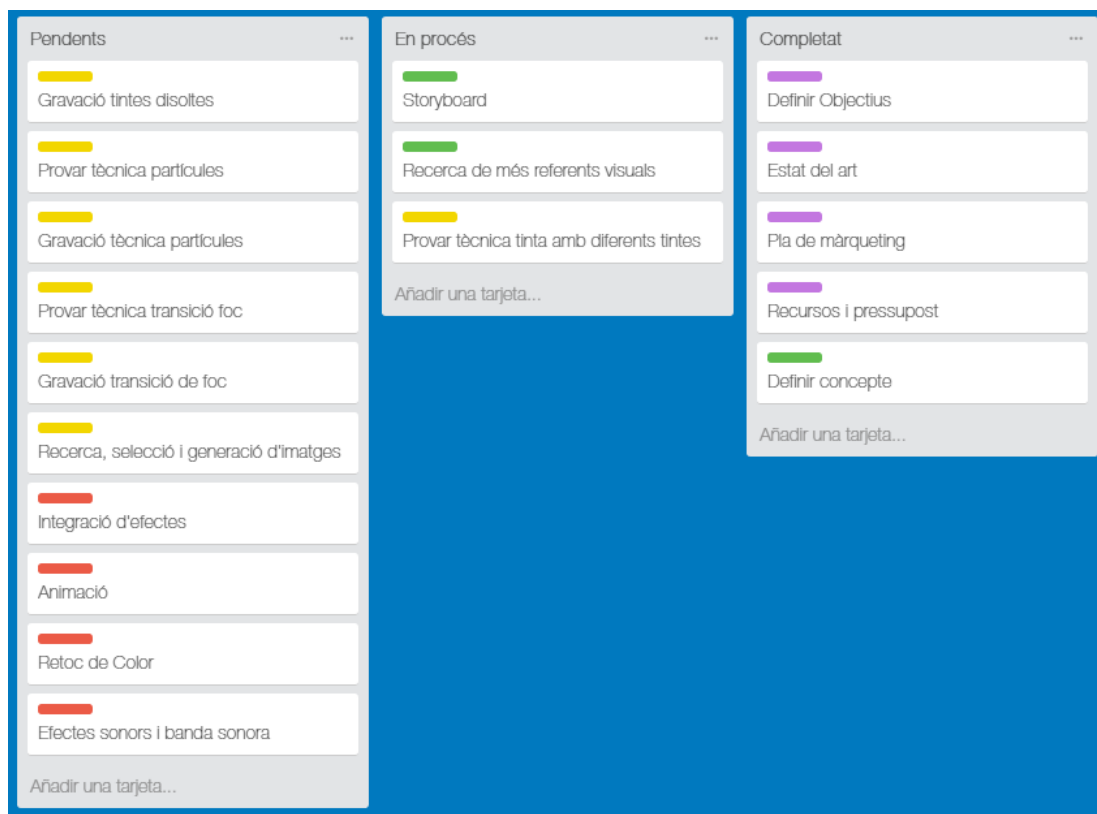 Pendents
Gravació tintes disoltes
Provar tècnica partícules
Gravació tècnica partícules
Provar tècnica transició foc
Gravació transició de foc
Recerca, selecció i generació d'imatges
Integració d'efectes
Animació
Retoc de Color
Efectes sonors i banda sonora
Añadir una tarjeta...
En procés
Storyboard
Recerca de més referents visuals
Provar tècnica tinta amb diferents tintes
Añadir una tarjeta...
Completat
Definir Objectius
Estat del art
Pla de màrqueting
Recursos i pressupost
Definir concepte
Añadir una tarjeta...